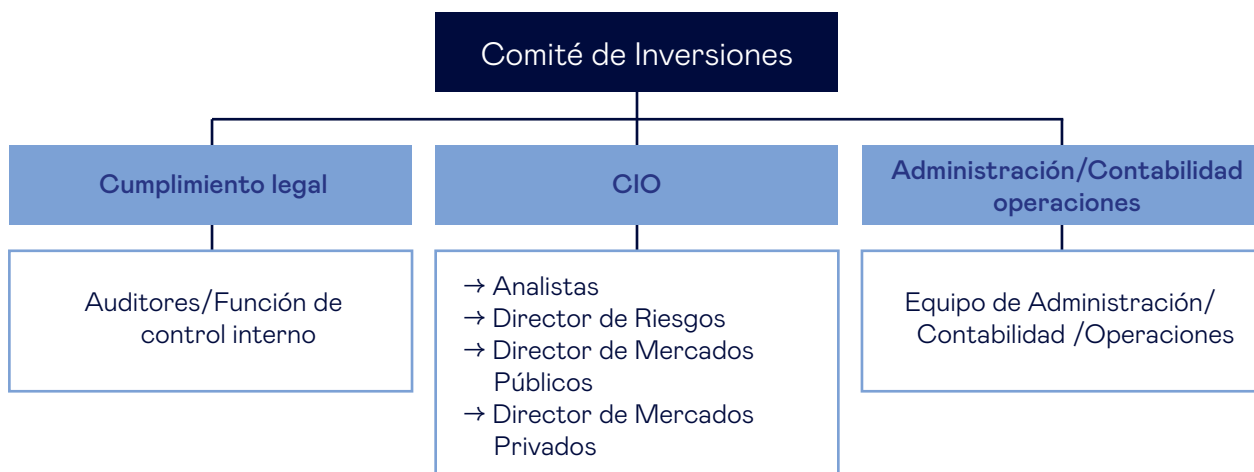 Comité de Inversiones
Cumplimiento legal
CIO
Administración/Contabilidad
operaciones
Auditores/Función de
control interno
→ Analistas
→ Director de Riesgos
→ Director de Mercados
Públicos
→ Director de Mercados
Privados
Equipo de Administración/
Contabilidad /Operaciones